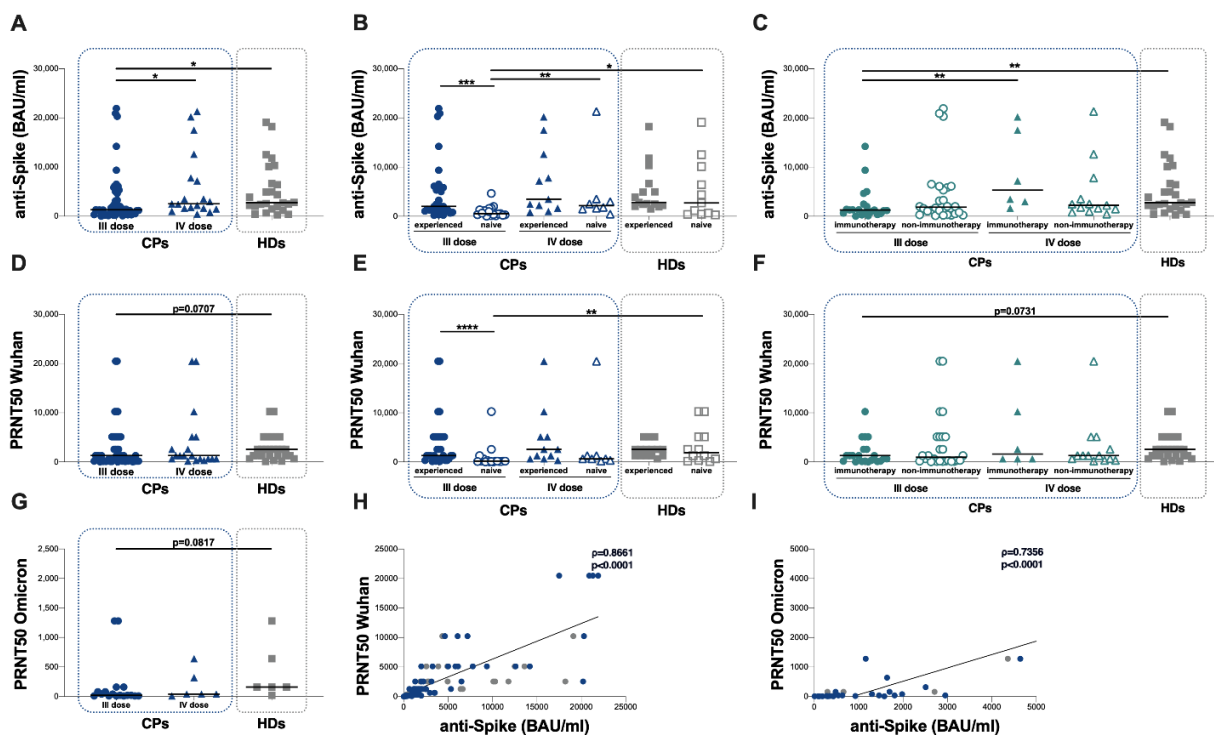 A
anti-Spike (BAU/ml)
30,000
20,000
10,000
0
*
*
III dose
IV dose
CPs
HDs
B
anti-Spike (BAU/ml)
30,000
20,000
10,000
0
*
***
**
experienced
naive
experienced
naive
experienced
naive
III dose
IV dose
CPs
HDs
C
anti-Spike (BAU/ml)
30,000
20,000
10,000
0
**
**
immunotherapy
non-immunotherapy
immunotherapy
non-immunotherapy
III dose
IV dose
CPs
HDs
D
PRNT50 Wuhan
30,000
20,000
10,000
0
p=0.0707
III dose
IV dose
CPs
HDs
E
PRNT50 Wuhan
30,000
20,000
10,000
0
**
****
experienced
naive
experienced
naive
experienced
naive
III dose
IV dose
CPs
HDs
F
PRNT50 Wuhan
30,000
20,000
10,000
0
p=0.0731
immunotherapy
non-immunotherapy
immunotherapy
non-immunotherapy
III dose
IV dose
CPs
HDs
G
PRNT50 Omicron
2,500
2,000
1,500
1,000
500
0
p=0.0817
III dose
IV dose
CPs
HDs
H
PRNT50 Wuhan
25000
20000
15000
10000
5000
0
ρ=0.8661
p<0.0001
0
5000
10000
15000
20000
25000
anti-Spike (BAU/ml)
I
PRNT50 Omicron
5000
4000
3000
2000
1000
0
ρ=0.7356
p<0.0001
0
1000
2000
3000
4000
5000
anti-Spike (BAU/ml)